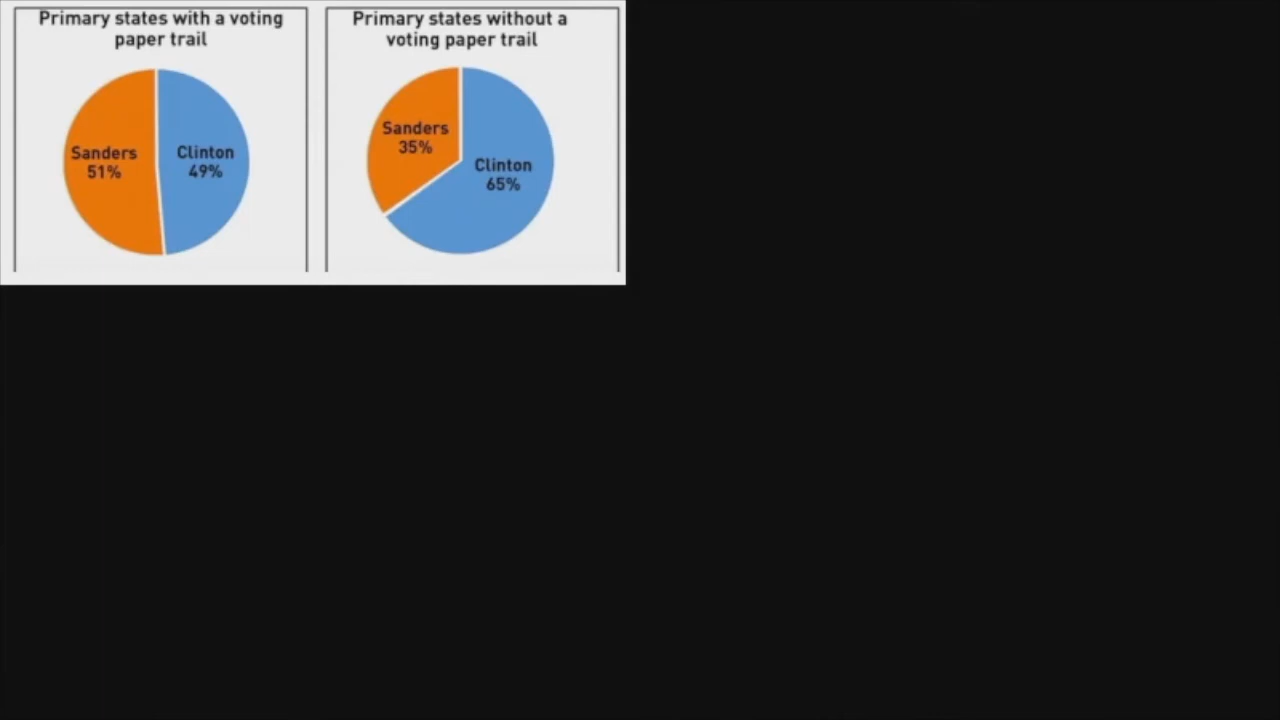 Primary states with a voting
paper trail
Sanders
51%
Clinton
49%
Primary states without a
voting paper trail
Sanders
35%
Clinton
65%